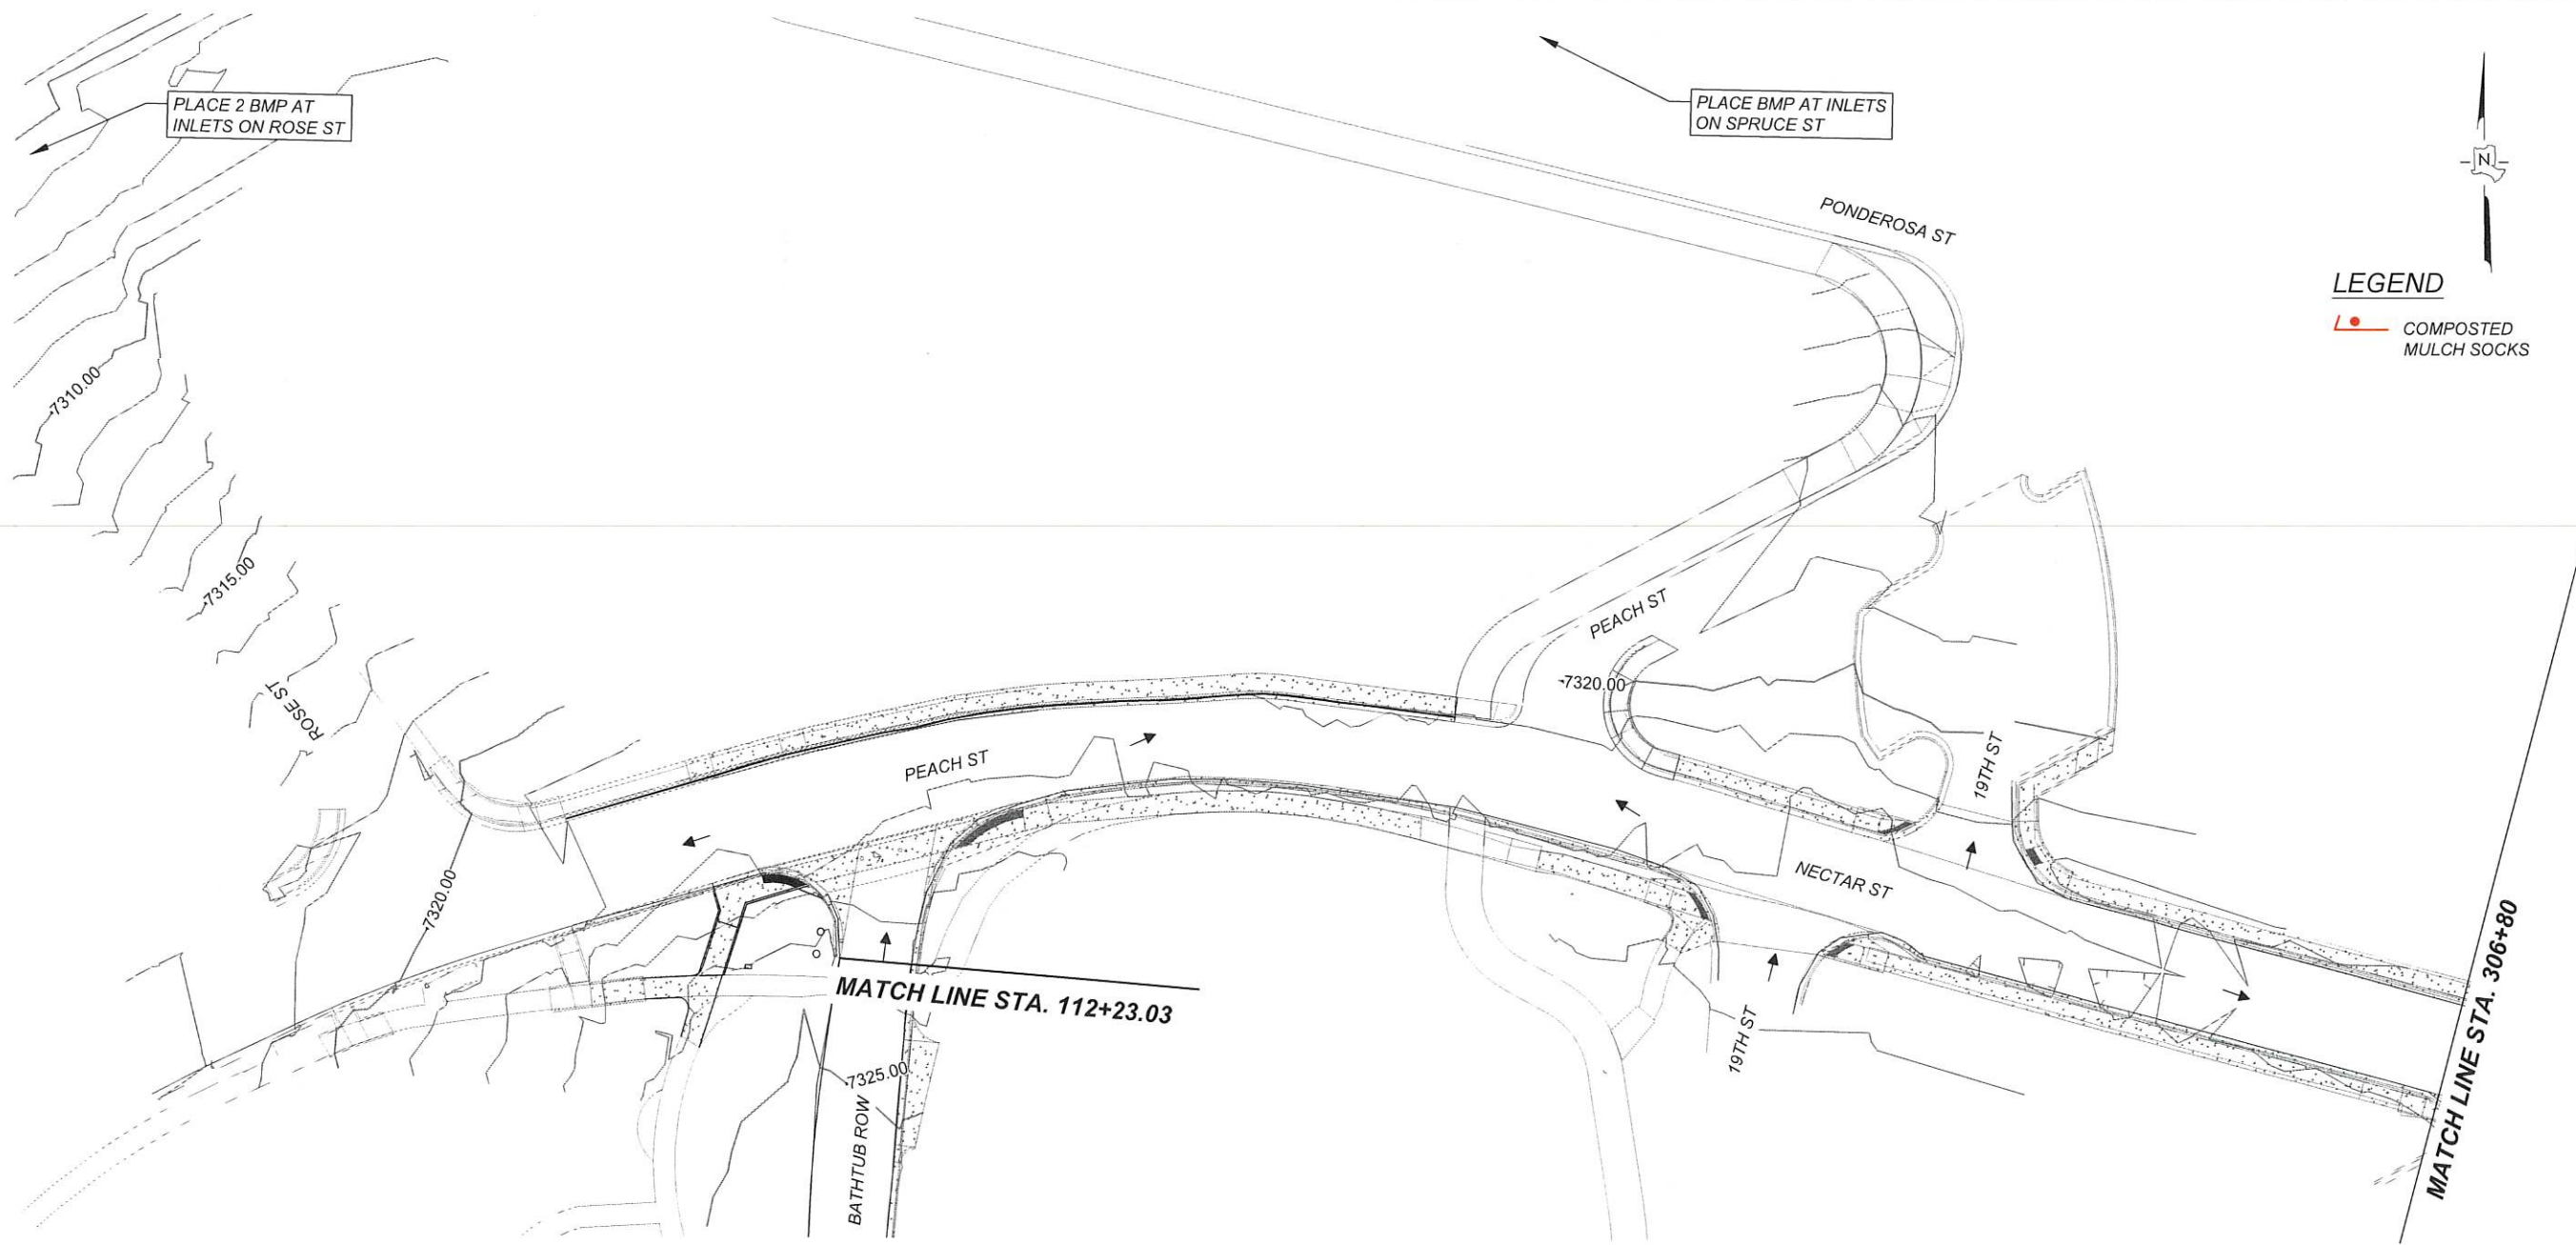 PLACE 2 BMP AT
INLETS ON ROSE ST
PLACE BMP AT INLETS
ON SPRUCE ST
N
PONDEROSA ST
LEGEND
COMPOSTED
MULCH SOCKS
7310.00
7315.00
ROSE ST
PEACH ST
7320.00
PEACH ST
19TH ST
NECTAR ST
7320.00
MATCH LINE STA. 112+23.03
MATCH LINE STA. 306+80
19TH ST
7325.00
BATHTUB ROW